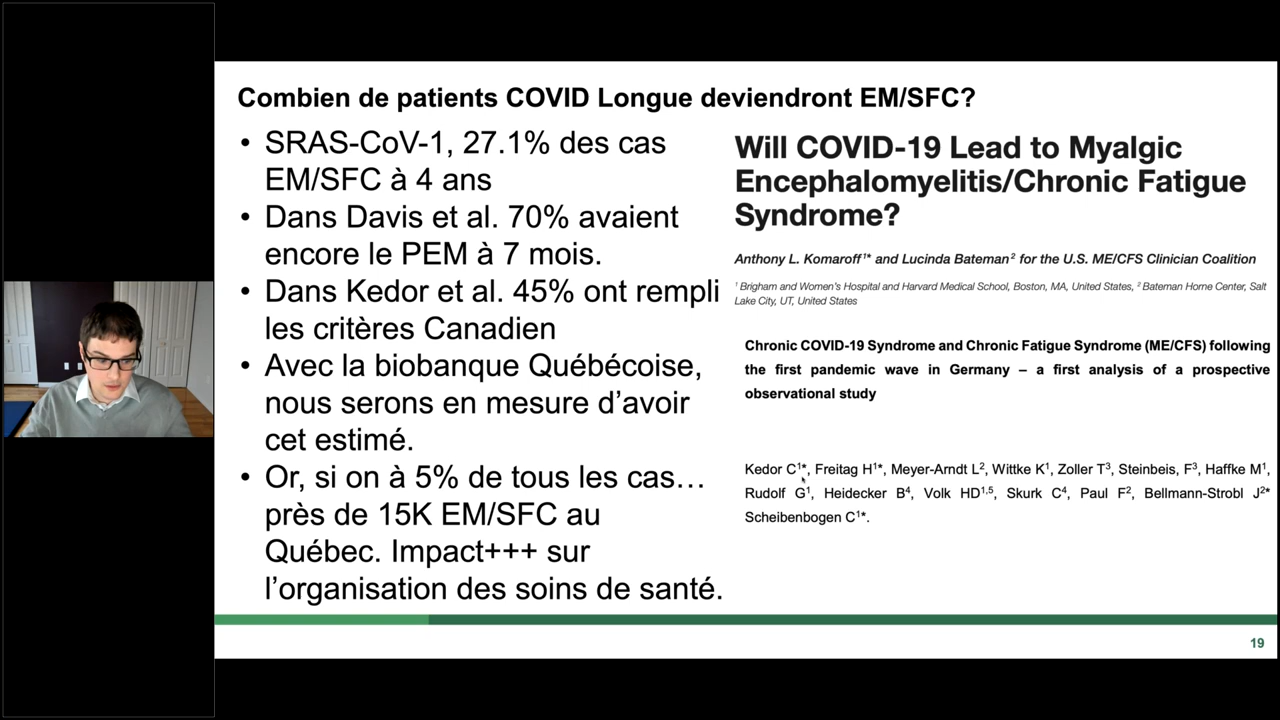 Combien de patients COVID Longue deviendront EM/SFC?
• SRAS-CoV-1, 27.1% des cas
EM/SFC à 4 ans
• Dans Davis et al. 70% avaient
encore le PEM à 7 mois.
• Dans Kedor et al. 45% ont rempli
les critères Canadien
• Avec la biobanque Québécoise,
nous serons en mesure d’avoir
cet estimé.
• Or, si on à 5% de tous les cas…
près de 15K EM/SFC au
Québec. Impact+++ sur
l’organisation des soins de santé.
Will COVID-19 Lead to Myalgic
Encephalomyelitis/Chronic Fatigue
Syndrome?
Anthony L. Komaroff¹* and Lucinda Bateman² for the U.S. ME/CFS Clinician Coalition
¹ Brigham and Women's Hospital and Harvard Medical School, Boston, MA, United States, ² Bateman Horne Center, Salt
Lake City, UT, United States
Chronic COVID-19 Syndrome and Chronic Fatigue Syndrome (ME/CFS) following
the first pandemic wave in Germany – a first analysis of a prospective
observational study
Kedor C¹*, Freitag H¹*, Meyer-Arndt L², Wittke K¹, Zoller T³, Steinbeis, F³, Haffke M¹,
Rudolf G¹, Heidecker B⁴, Volk HD¹,⁵, Skurk C⁴, Paul F², Bellmann-Strobl J²*
Scheibenbogen C¹*.
19